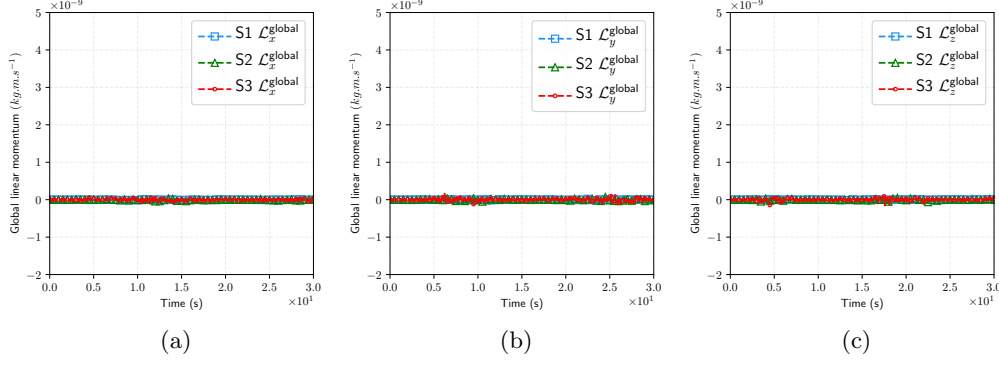 ×10⁻⁹
5
4
3
2
1
0
−1
−2
Global linear momentum (kg.m.s⁻¹)
S1 ℒₓ^global
S2 ℒₓ^global
S3 ℒₓ^global
0.0 0.5 1.0 1.5 2.0 2.5 3.0
Time (s)
×10¹
(a)
×10⁻⁹
5
4
3
2
1
0
−1
−2
Global linear momentum (kg.m.s⁻¹)
S1 ℒ_y^global
S2 ℒ_y^global
S3 ℒ_y^global
0.0 0.5 1.0 1.5 2.0 2.5 3.0
Time (s)
×10¹
(b)
×10⁻⁹
5
4
3
2
1
0
−1
−2
Global linear momentum (kg.m.s⁻¹)
S1 ℒ_z^global
S2 ℒ_z^global
S3 ℒ_z^global
0.0 0.5 1.0 1.5 2.0 2.5 3.0
Time (s)
×10¹
(c)